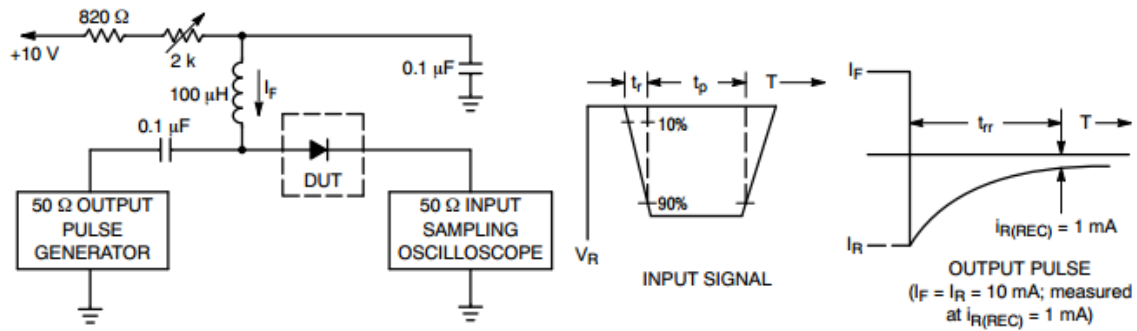 820 Ω
+10 V
2 k
0.1 μF
100 μH
I_F
0.1 μF
DUT
50 Ω OUTPUT
PULSE
GENERATOR
50 Ω INPUT
SAMPLING
OSCILLOSCOPE
t_r
t_p
T
10%
90%
V_R
INPUT SIGNAL
I_F
t_rr
T
i_R(REC) = 1 mA
I_R
OUTPUT PULSE
(I_F = I_R = 10 mA; measured
at i_R(REC) = 1 mA)